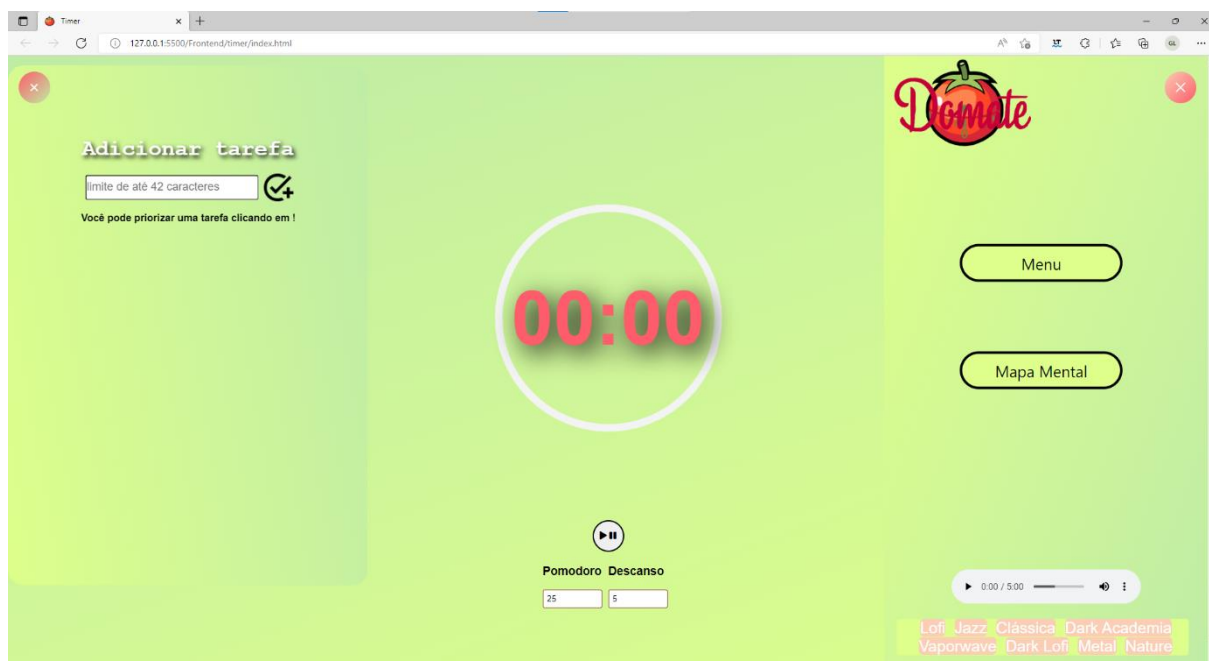 Timer
127.0.0.1:5500/Frontend/timer/index.html
GL
Domate
Adicionar tarefa
limite de até 42 caracteres
Você pode priorizar uma tarefa clicando em !
00:00
Menu
Mapa Mental
Pomodoro Descanso
25 5
0:00 / 5:00
Lofi Jazz Clássica Dark Academia
Vaporwave Dark Lofi Metal Nature